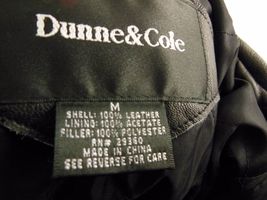 Dunne&Cole
M
SHELL: 100% LEATHER
LINING: 100% ACETATE
FILLER: 100% POLYESTER
RN# 29360
MADE IN CHINA
SEE REVERSE FOR CARE